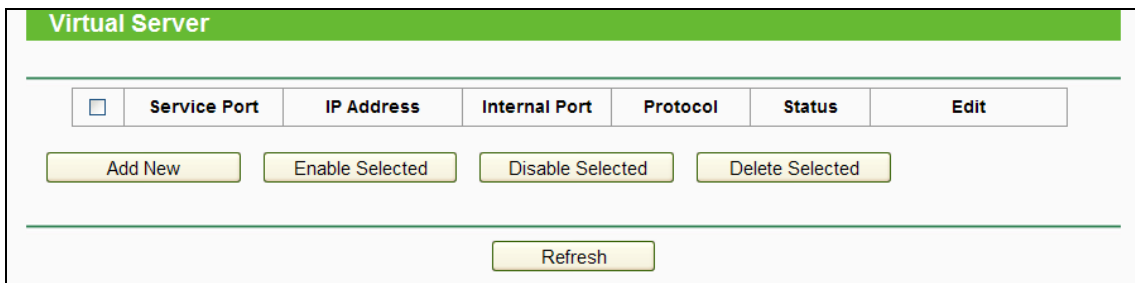 Virtual Server
Service Port IP Address Internal Port Protocol Status Edit
Add New Enable Selected Disable Selected Delete Selected
Refresh